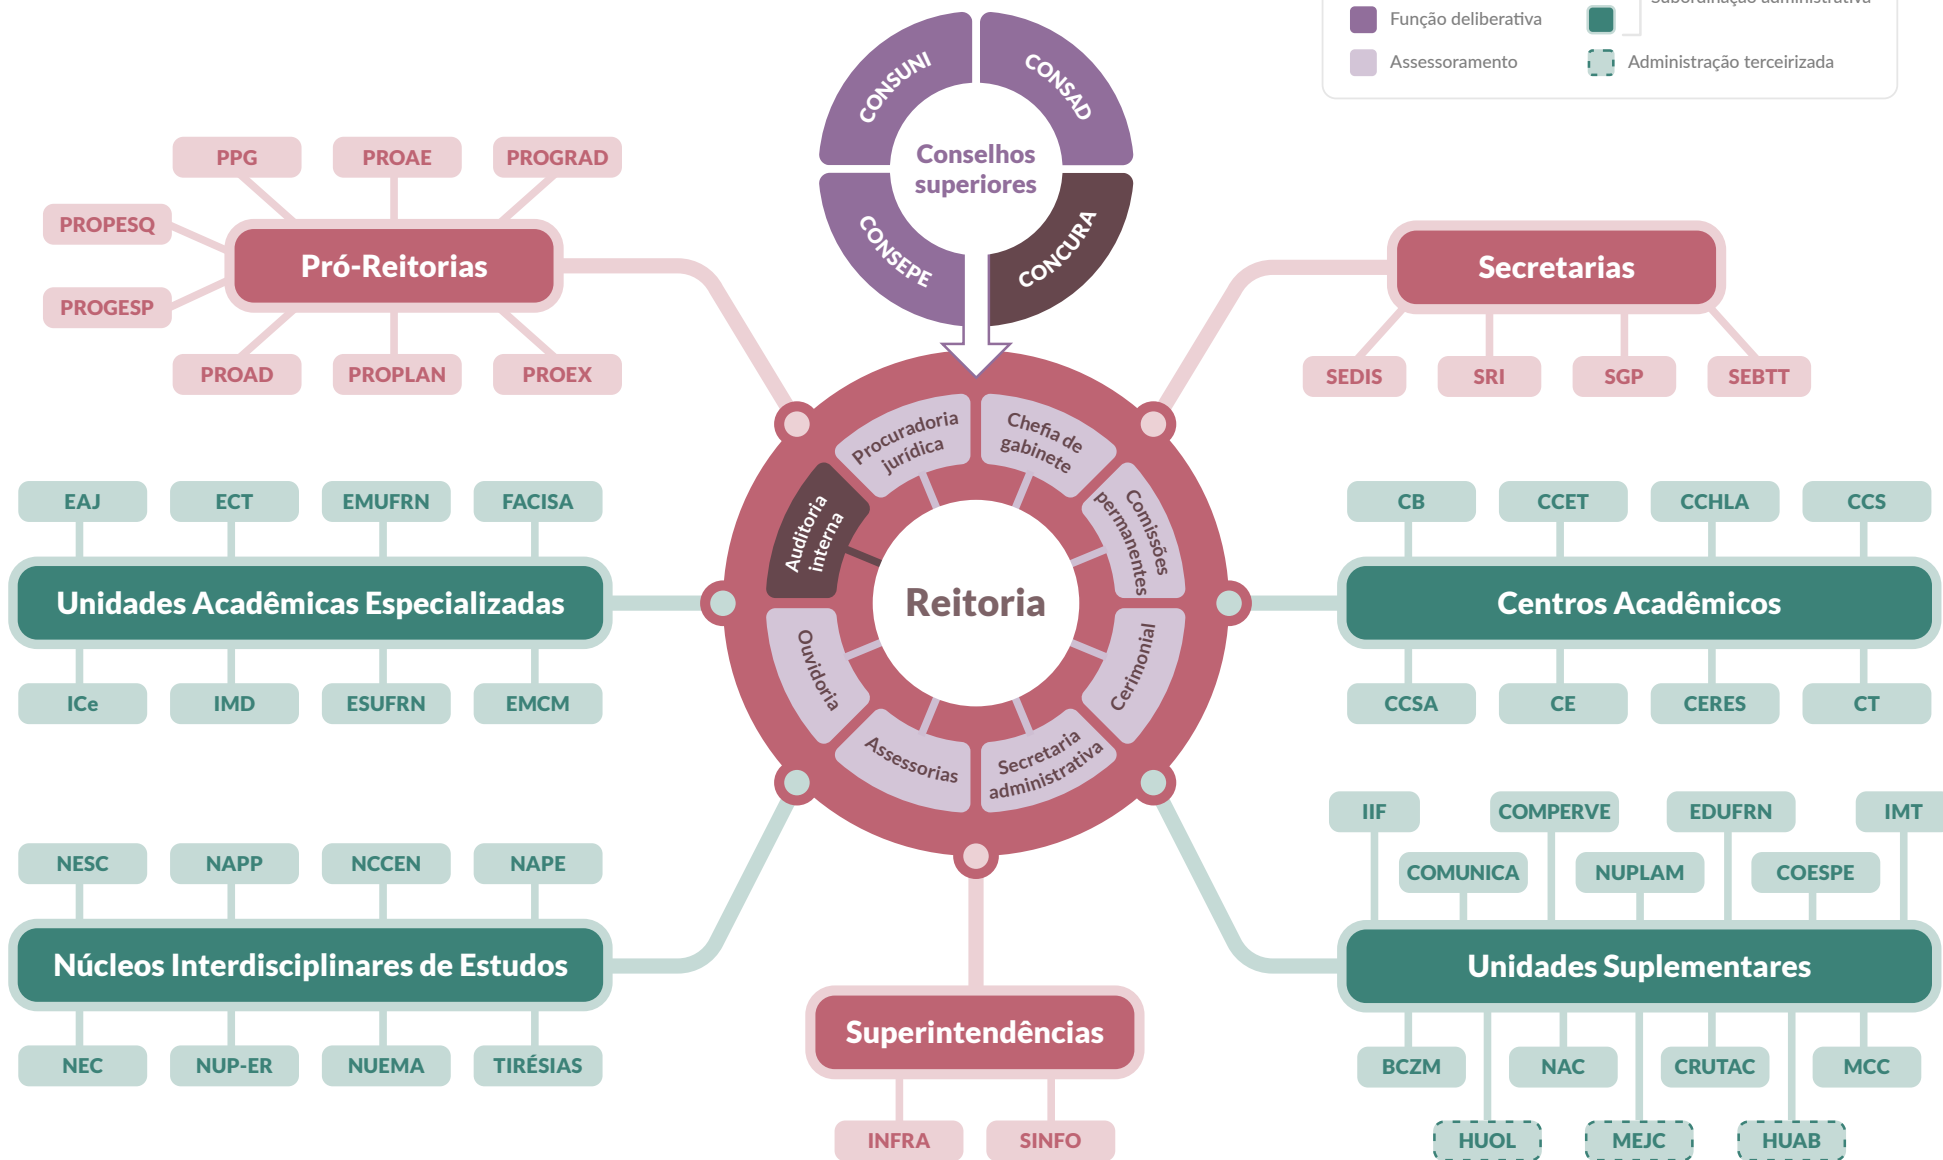 Subordinação administrativa
Função deliberativa
Assessoramento
Administração terceirizada
CONSUNI
CONSAD
Conselhos
superiores
CONSEPE
CONCURA
PPG
PROAE
PROGRAD
PROPESQ
Pró-Reitorias
PROGESP
PROAD
PROPLAN
PROEX
Secretarias
SEDIS
SRI
SGP
SEBTT
Procuradoria
jurídica
Chefia de
gabinete
Auditoria
interna
Comissões
permanentes
Reitoria
Ouvidoria
Cerimonial
Assessorias
Secretaria
administrativa
EAJ
ECT
EMUFRN
FACISA
Unidades Acadêmicas Especializadas
ICe
IMD
ESUFRN
EMCM
CB
CCET
CCHLA
CCS
Centros Acadêmicos
CCSA
CE
CERES
CT
NESC
NAPP
NCCEN
NAPE
Núcleos Interdisciplinares de Estudos
NEC
NUP-ER
NUEMA
TIRÉSIAS
Superintendências
INFRA
SINFO
IIF
COMPERVE
EDUFRN
IMT
COMUNICA
NUPLAM
COESPE
Unidades Suplementares
BCZM
NAC
CRUTAC
MCC
HUOL
MEJC
HUAB